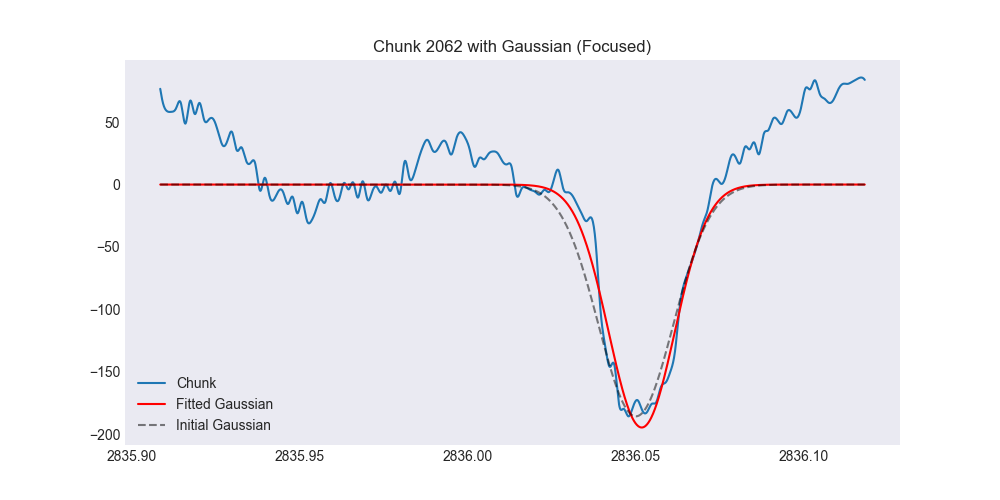 Chunk 2062 with Gaussian (Focused)
50
0
−50
−100
−150
−200
Chunk
Fitted Gaussian
Initial Gaussian
2835.90 2835.95 2836.00 2836.05 2836.10